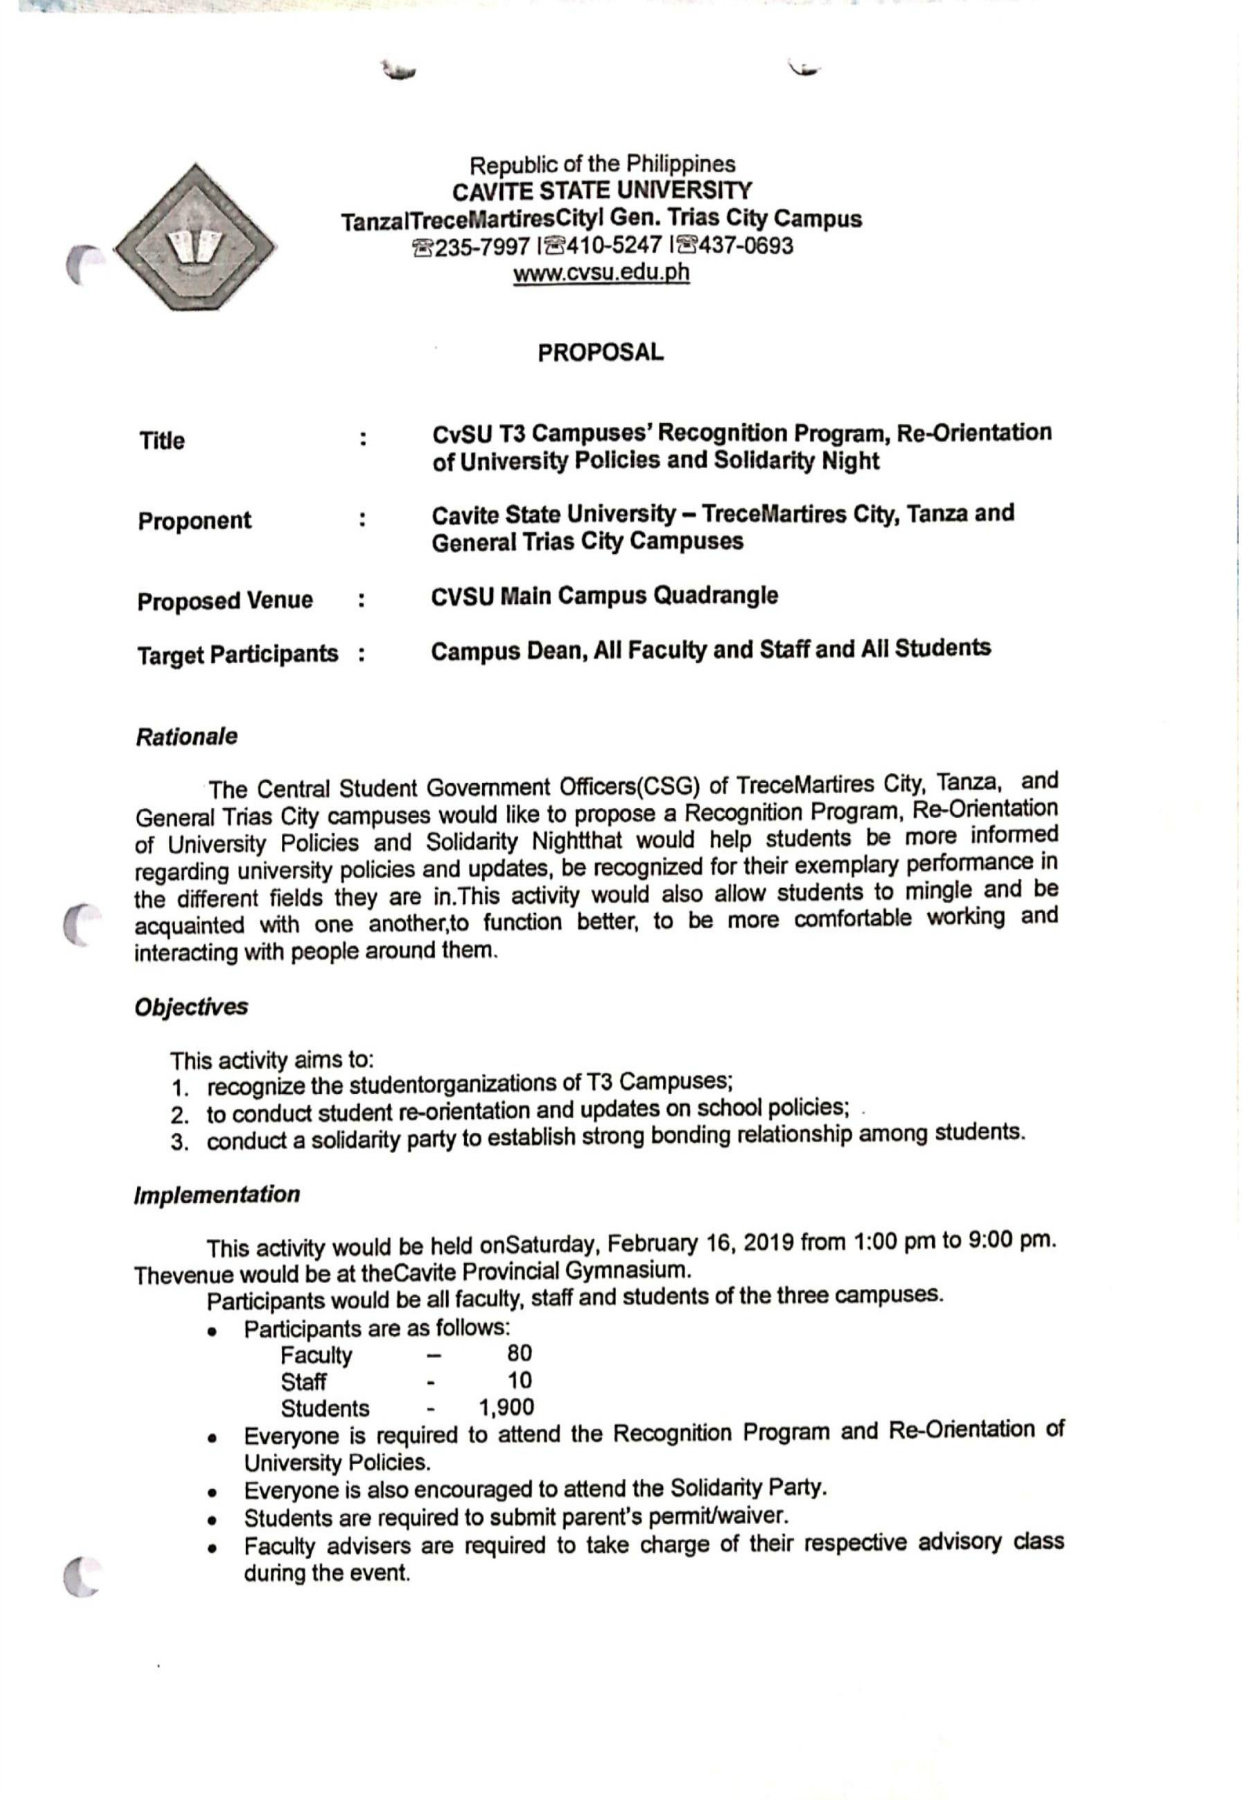 Republic of the Philippines
CAVITE STATE UNIVERSITY
Tanza|TreceMartiresCity| Gen. Trias City Campus
☏235-7997 |☏410-5247 |☏437-0693
www.cvsu.edu.ph
PROPOSAL
Title : CvSU T3 Campuses' Recognition Program, Re-Orientation
of University Policies and Solidarity Night
Proponent : Cavite State University – TreceMartires City, Tanza and
General Trias City Campuses
Proposed Venue : CVSU Main Campus Quadrangle
Target Participants : Campus Dean, All Faculty and Staff and All Students
Rationale
The Central Student Government Officers(CSG) of TreceMartires City, Tanza, and
General Trias City campuses would like to propose a Recognition Program, Re-Orientation
of University Policies and Solidarity Nightthat would help students be more informed
regarding university policies and updates, be recognized for their exemplary performance in
the different fields they are in.This activity would also allow students to mingle and be
acquainted with one another,to function better, to be more comfortable working and
interacting with people around them.
Objectives
This activity aims to:
1. recognize the studentorganizations of T3 Campuses;
2. to conduct student re-orientation and updates on school policies;
3. conduct a solidarity party to establish strong bonding relationship among students.
Implementation
This activity would be held onSaturday, February 16, 2019 from 1:00 pm to 9:00 pm.
Thevenue would be at theCavite Provincial Gymnasium.
Participants would be all faculty, staff and students of the three campuses.
• Participants are as follows:
Faculty – 80
Staff - 10
Students - 1,900
• Everyone is required to attend the Recognition Program and Re-Orientation of
University Policies.
• Everyone is also encouraged to attend the Solidarity Party.
• Students are required to submit parent's permit/waiver.
• Faculty advisers are required to take charge of their respective advisory class
during the event.